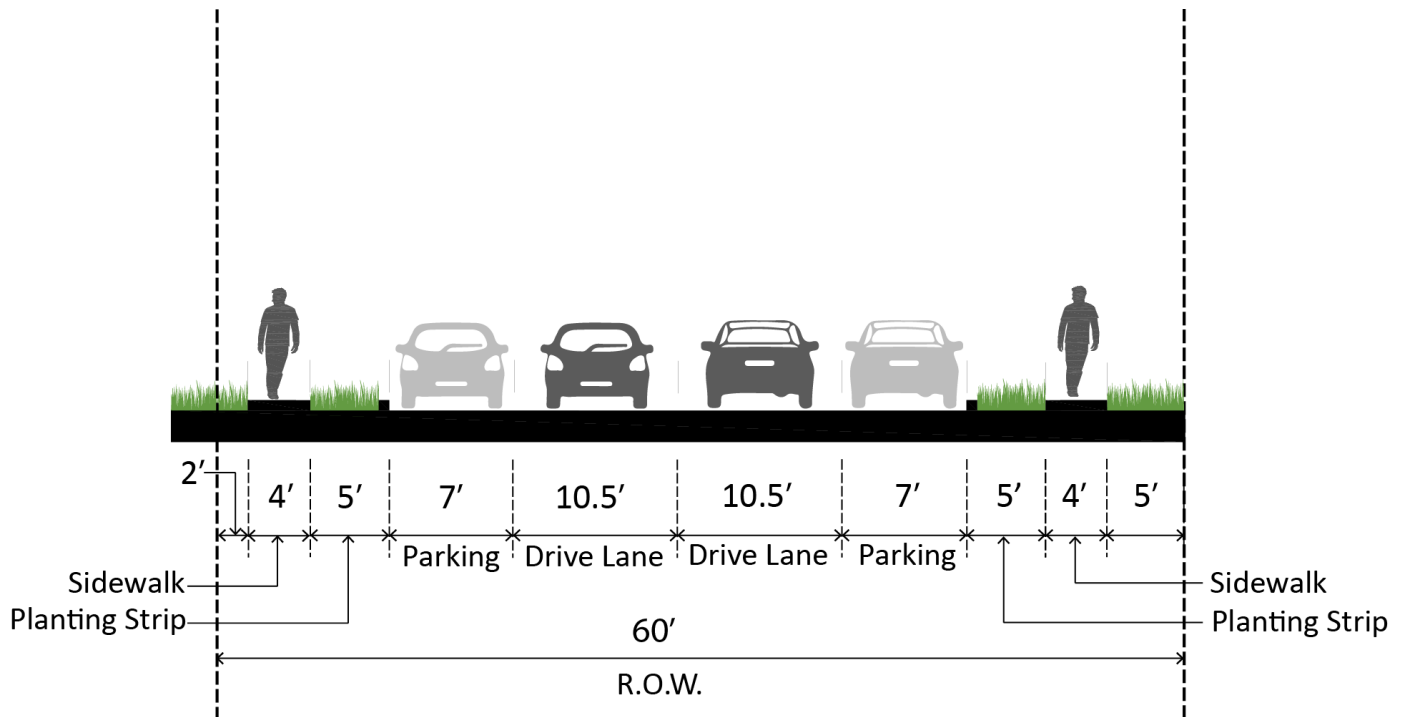 2’
4’ 5’ 7’ 10.5’ 10.5’ 7’ 5’ 4’ 5’
Parking Drive Lane Drive Lane Parking
Sidewalk Sidewalk
Planting Strip Planting Strip
60’
R.O.W.